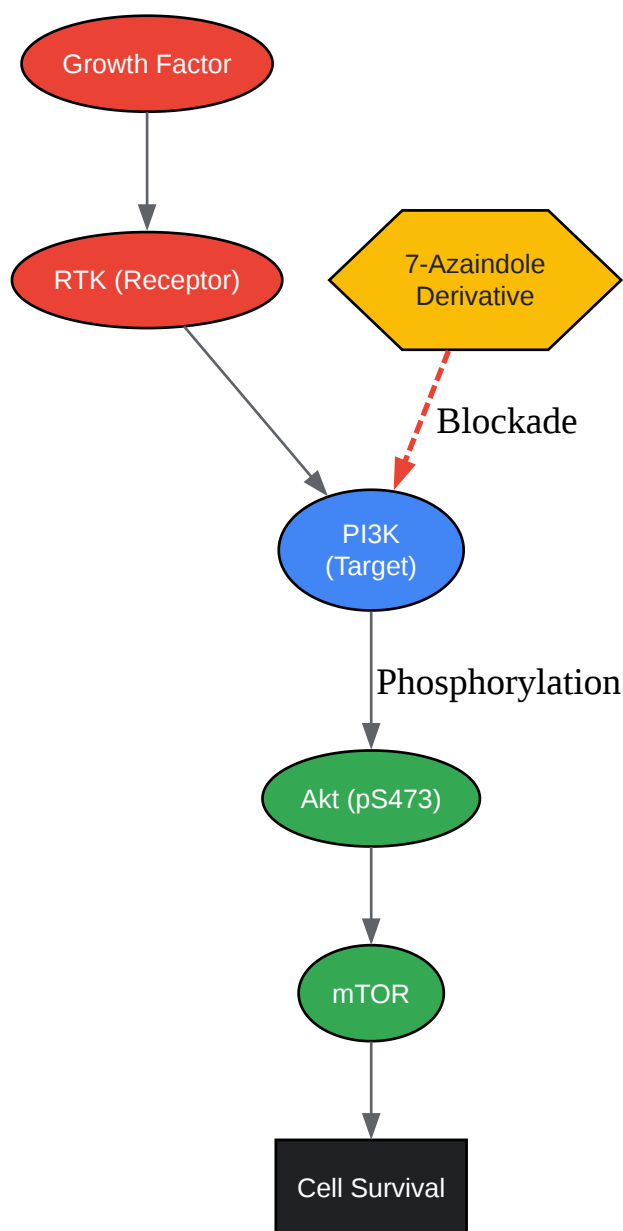 Growth Factor
RTK (Receptor)
7-Azaindole
Derivative
Blockade
PI3K
(Target)
Phosphorylation
Akt (pS473)
mTOR
Cell Survival